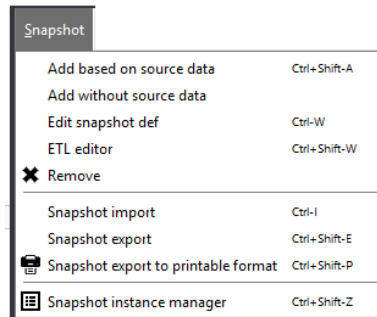 Snapshot
Add based on source data Ctrl+Shift-A
Add without source data
Edit snapshot def Ctrl-W
ETL editor Ctrl+Shift-W
Remove
Snapshot import Ctrl-I
Snapshot export Ctrl+Shift-E
Snapshot export to printable format Ctrl+Shift-P
Snapshot instance manager Ctrl+Shift-Z